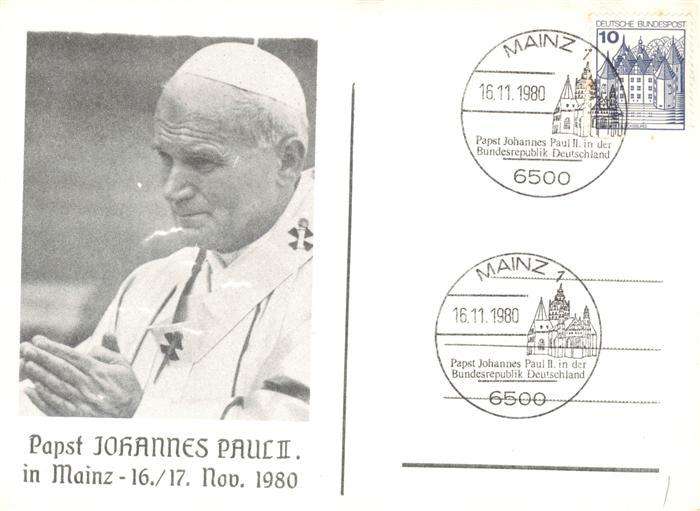 Papst JOHANNES PAUL II.
in Mainz - 16./17. Nov. 1980
MAINZ 1
16.11.1980
Papst Johannes Paul II. in der
Bundesrepublik Deutschland
6500
DEUTSCHE BUNDESPOST
10
MAINZ 1
16.11.1980
Papst Johannes Paul II. in der
Bundesrepublik Deutschland
6500